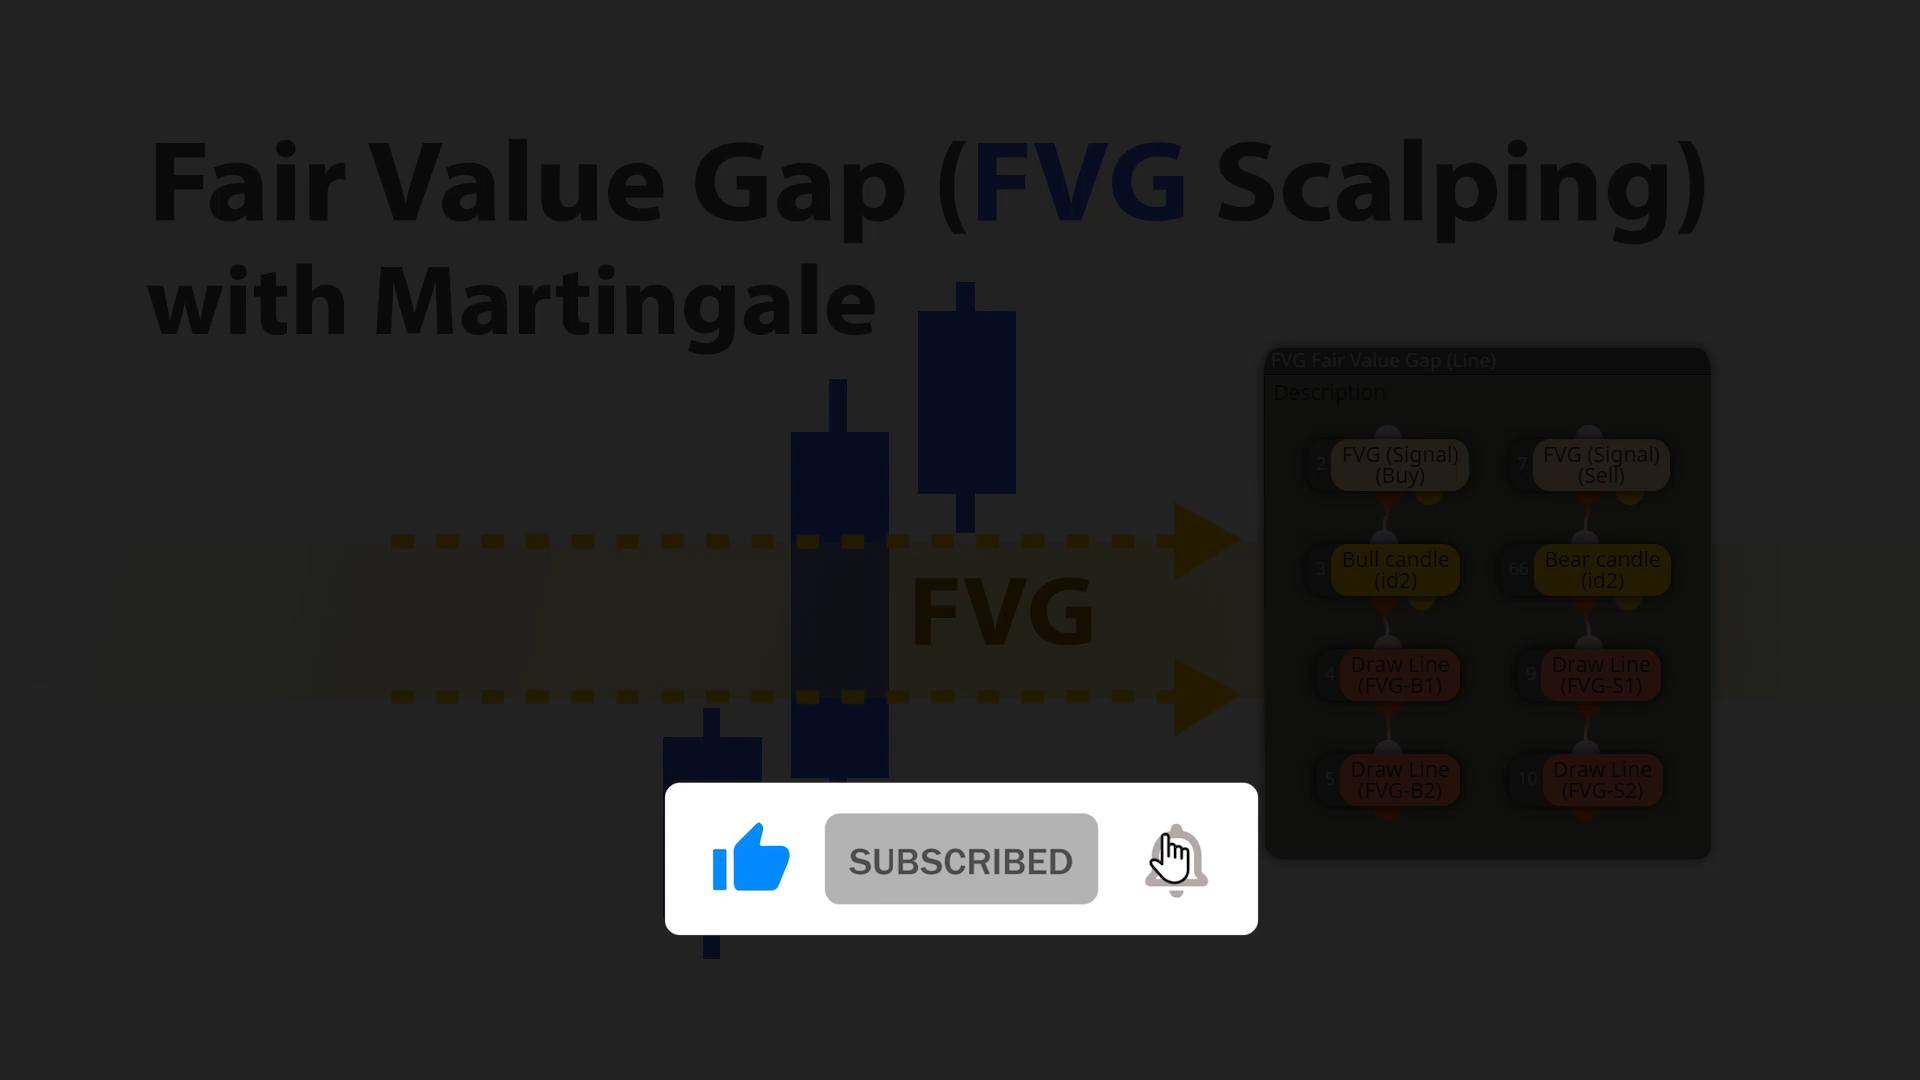 Fair Value Gap (FVG Scalping)
with Martingale
FVG Fair Value Gap (Line)
Description
2 FVG (Signal)
(Buy)
7 FVG (Signal)
(Sell)
3 Bull candle
(id2)
66 Bear candle
(id2)
FVG
4 Draw Line
(FVG-B1)
9 Draw Line
(FVG-S1)
5 Draw Line
(FVG-B2)
10 Draw Line
(FVG-S2)
SUBSCRIBED